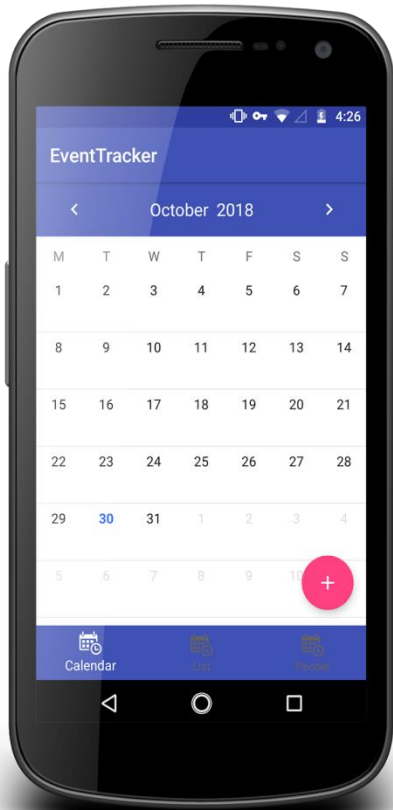 4:26
EventTracker
October 2018
M T W T F S S
1 2 3 4 5 6 7
8 9 10 11 12 13 14
15 16 17 18 19 20 21
22 23 24 25 26 27 28
29 30 31 1 2 3 4
5 6 7 8 9 10
+
Calendar List People